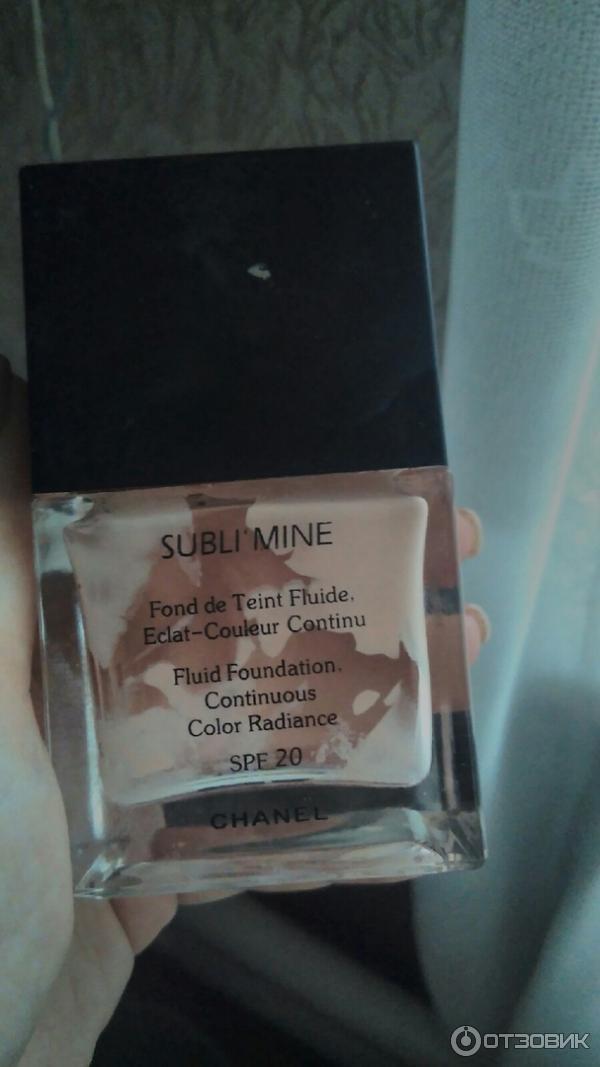 SUBLI'MINE
Fond de Teint Fluide,
Eclat-Couleur Continu
Fluid Foundation.
Continuous
Color Radiance
SPF 20
CHANEL
ОТЗОВИК